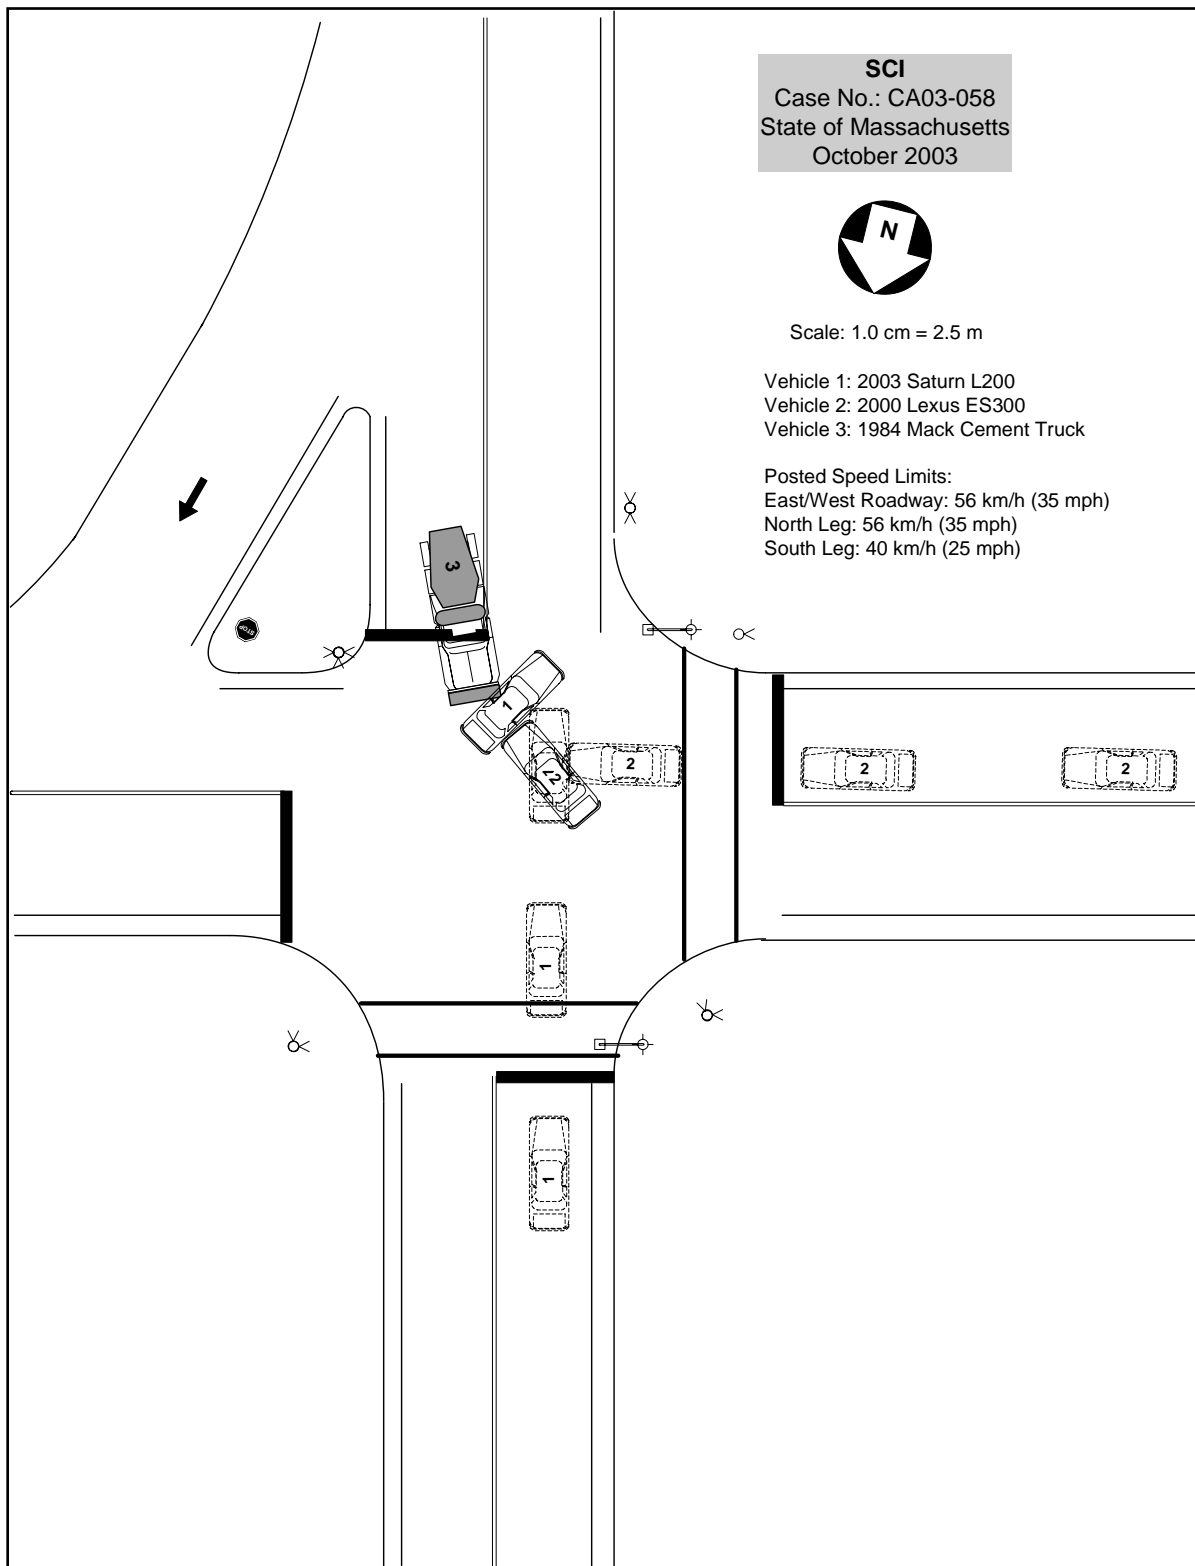 SCI
Case No.: CA03-058
State of Massachusetts
October 2003
N
Scale: 1.0 cm = 2.5 m
Vehicle 1: 2003 Saturn L200
Vehicle 2: 2000 Lexus ES300
Vehicle 3: 1984 Mack Cement Truck
Posted Speed Limits:
East/West Roadway: 56 km/h (35 mph)
North Leg: 56 km/h (35 mph)
South Leg: 40 km/h (25 mph)
3
STOP
1
1
2
2
2
2
1
1